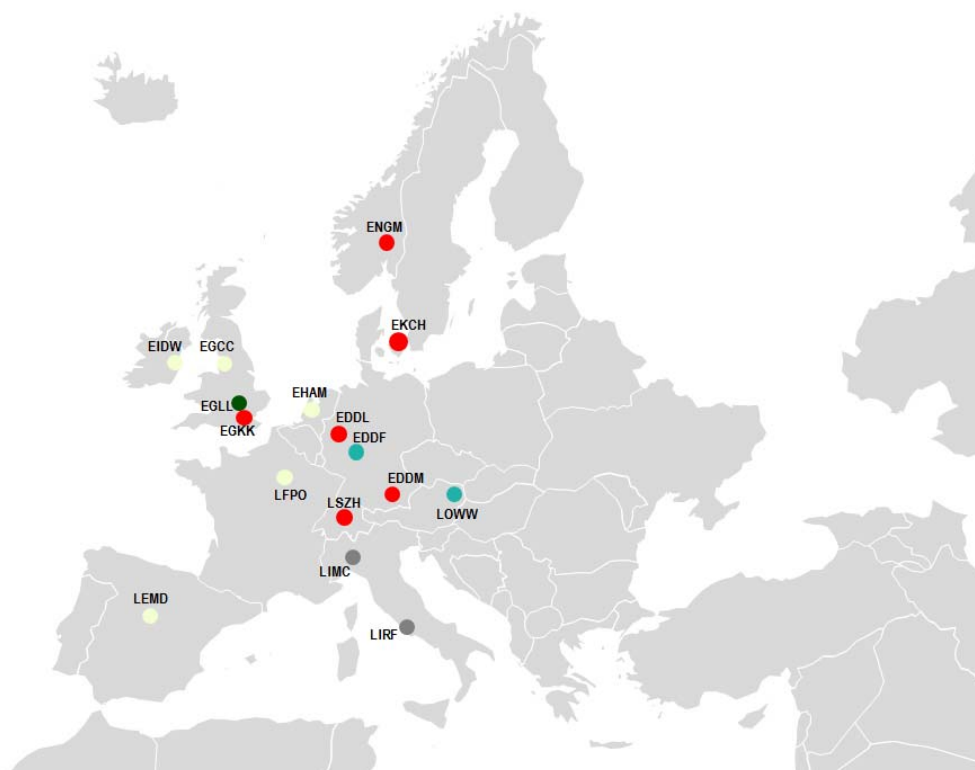 ENGM
EKCH
EIDW
EGCC
EHAM
EGLL
EDDL
EGKK
EDDF
EDDM
LFPO
LSZH
LOWW
LIMC
LEMD
LIRF